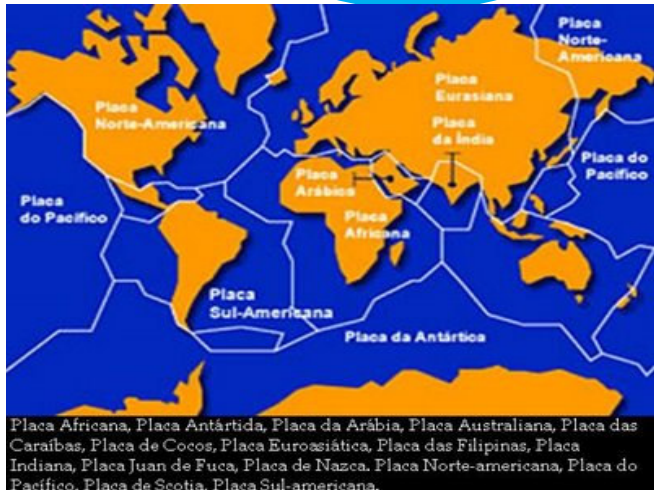 Placa
Norte-
Americana
Placa
Norte-Americana
Placa
Eurasiana
Placa
da Índia
Placa do
Pacífico
Placa
do Pacífico
Placa
Arábica
Placa
Africana
Placa
Sul-Americana
Placa da Antártica
Placa Africana, Placa Antártida, Placa da Arábia, Placa Australiana, Placa das
Caraíbas, Placa de Cocos, Placa Euroasiática, Placa das Filipinas, Placa
Indiana, Placa Juan de Fuca, Placa de Nazca. Placa Norte-americana, Placa do
Pacífico, Placa de Scotia, Placa Sul-americana.